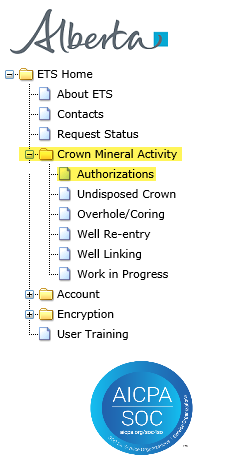 Alberta
ETS Home
About ETS
Contacts
Request Status
Crown Mineral Activity
Authorizations
Undisposed Crown
Overhole/Coring
Well Re-entry
Well Linking
Work in Progress
Account
Encryption
User Training
AICPA
SOC
aicpa.org/soc4so